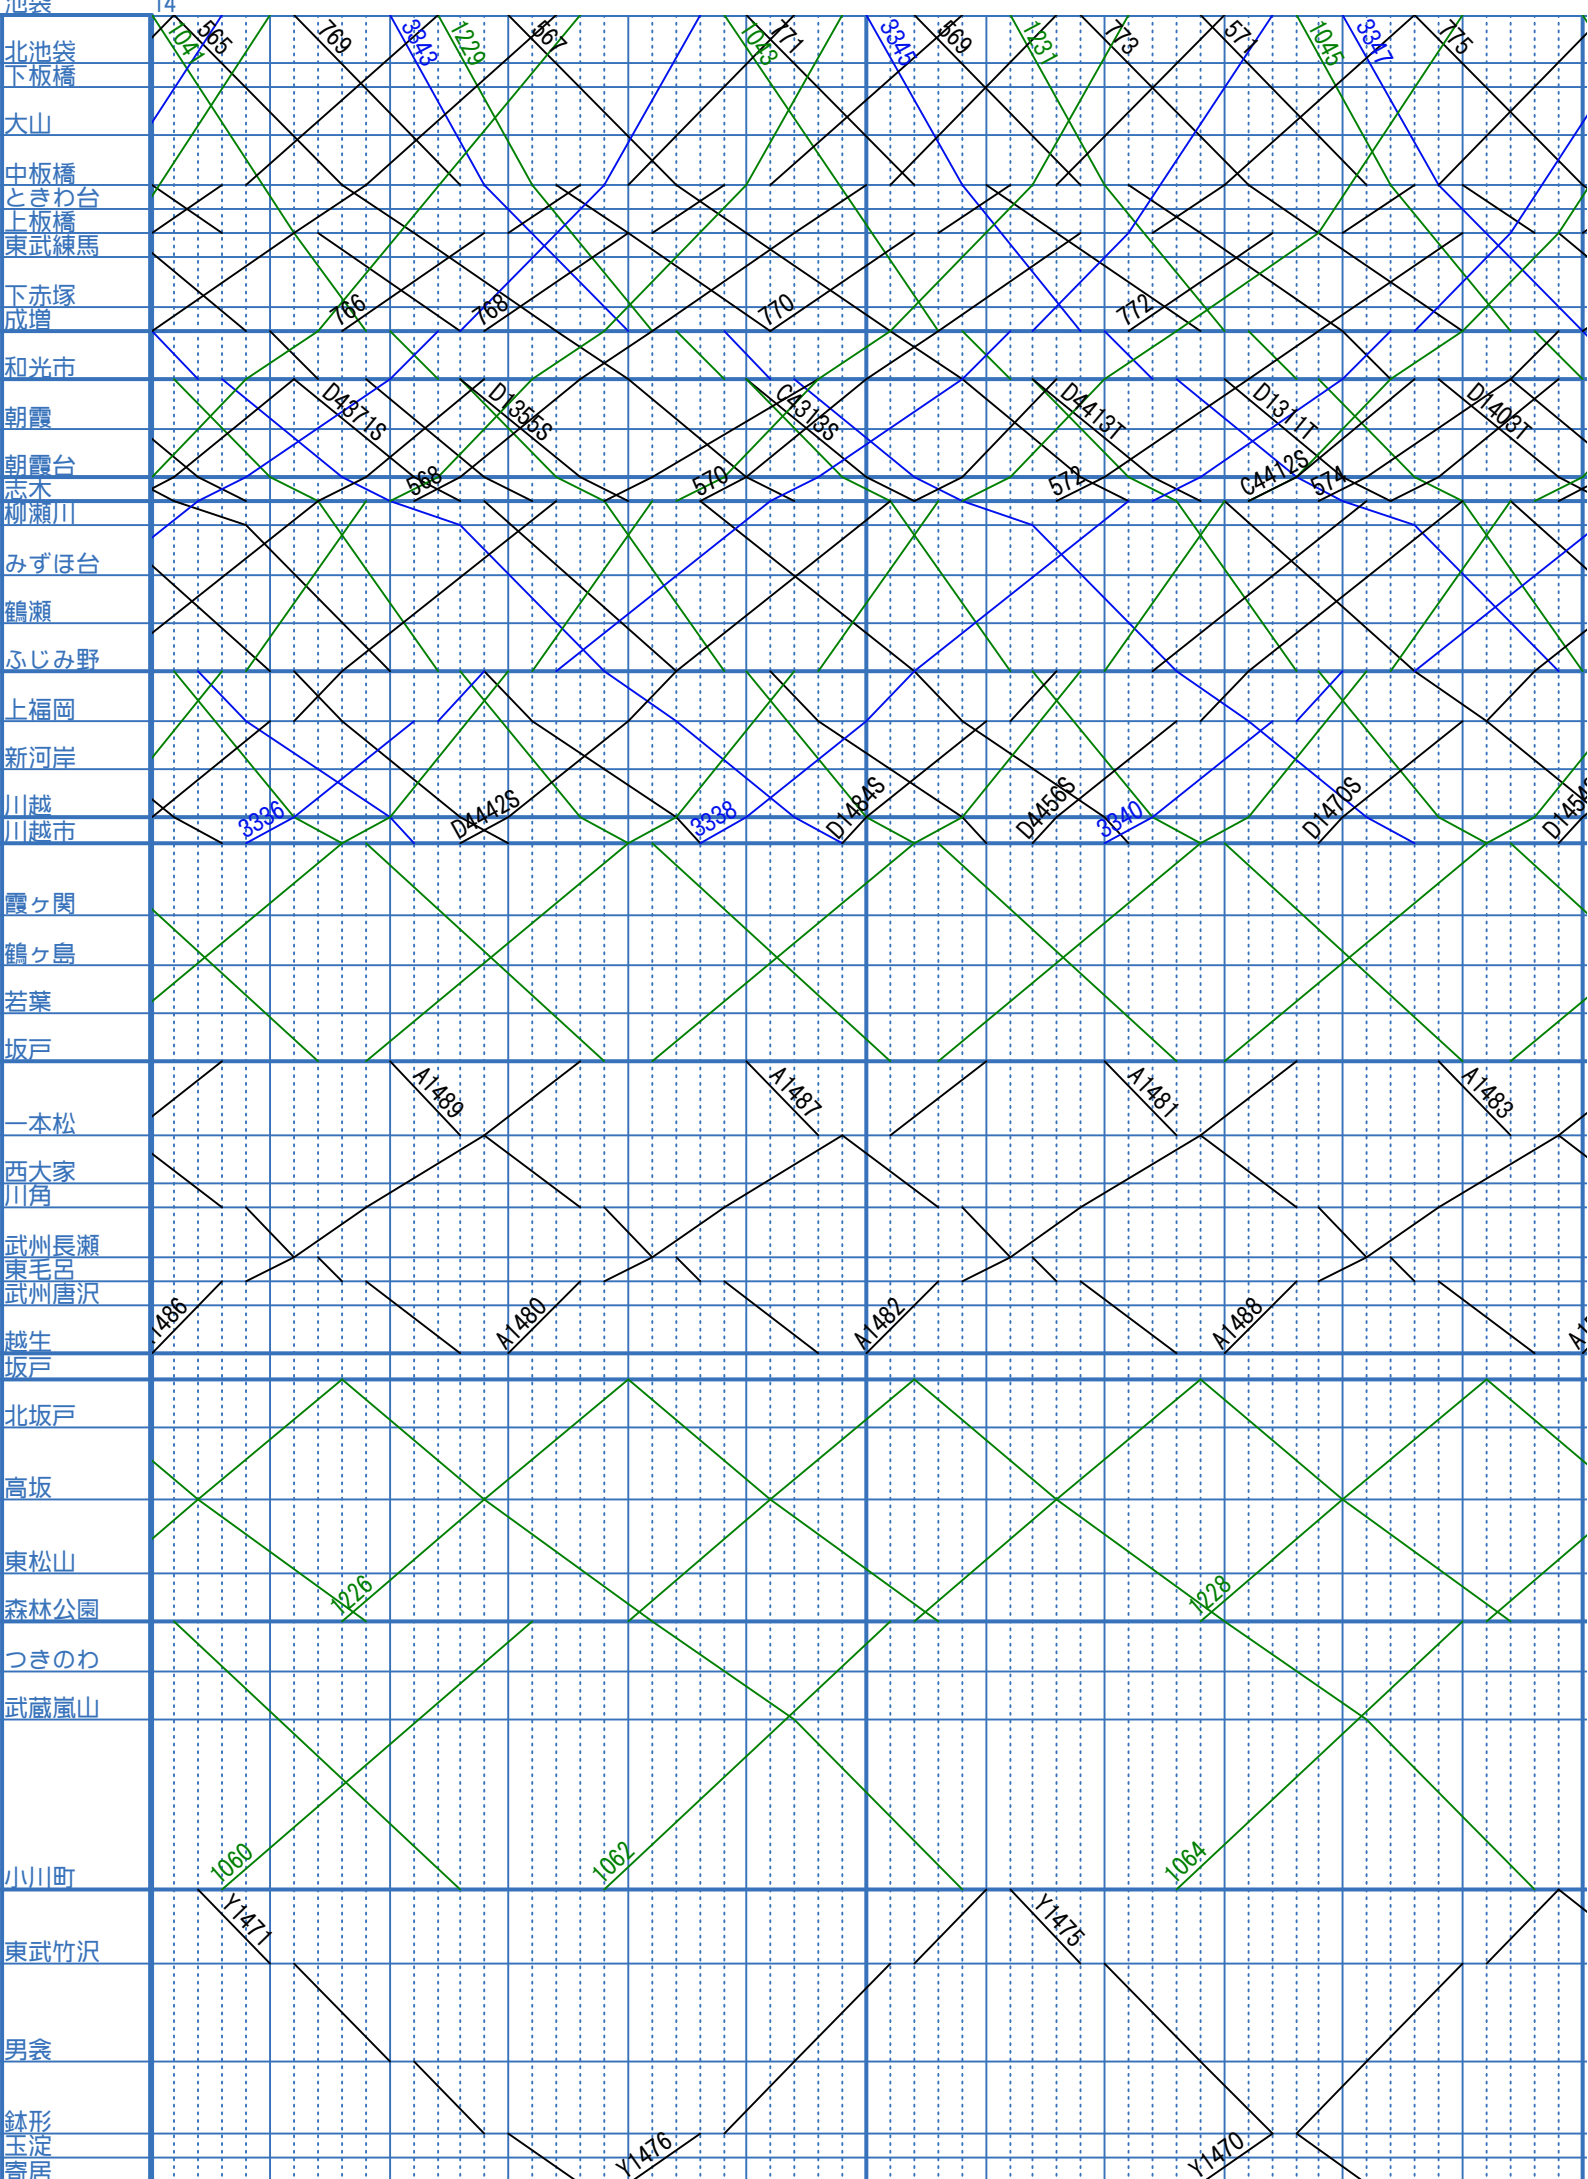 池袋
14
北池袋
下板橋
大山
中板橋
ときわ台
上板橋
東武練馬
下赤塚
成増
和光市
朝霞
朝霞台
志木
柳瀬川
みずほ台
鶴瀬
ふじみ野
上福岡
新河岸
川越
川越市
霞ヶ関
鶴ヶ島
若葉
坂戸
一本松
西大家
川角
武州長瀬
東毛呂
武州唐沢
越生
坂戸
北坂戸
高坂
東松山
森林公園
つきのわ
武蔵嵐山
小川町
東武竹沢
男衾
鉢形
玉淀
寄居
1041
565
769
3343
1229
567
1043
771
3345
569
1231
773
571
1045
3347
775
766
768
770
772
D4371S
D1355S
C4313S
D4413T
D1311T
D1403T
568
570
572
C4412S
574
3336
D4442S
3338
D1484S
D4456S
3340
D1470S
A1489
A1487
A1481
A1483
A1480
A1482
A1488
1226
1228
1060
1062
1064
Y1471
Y1475
Y1476
Y1470